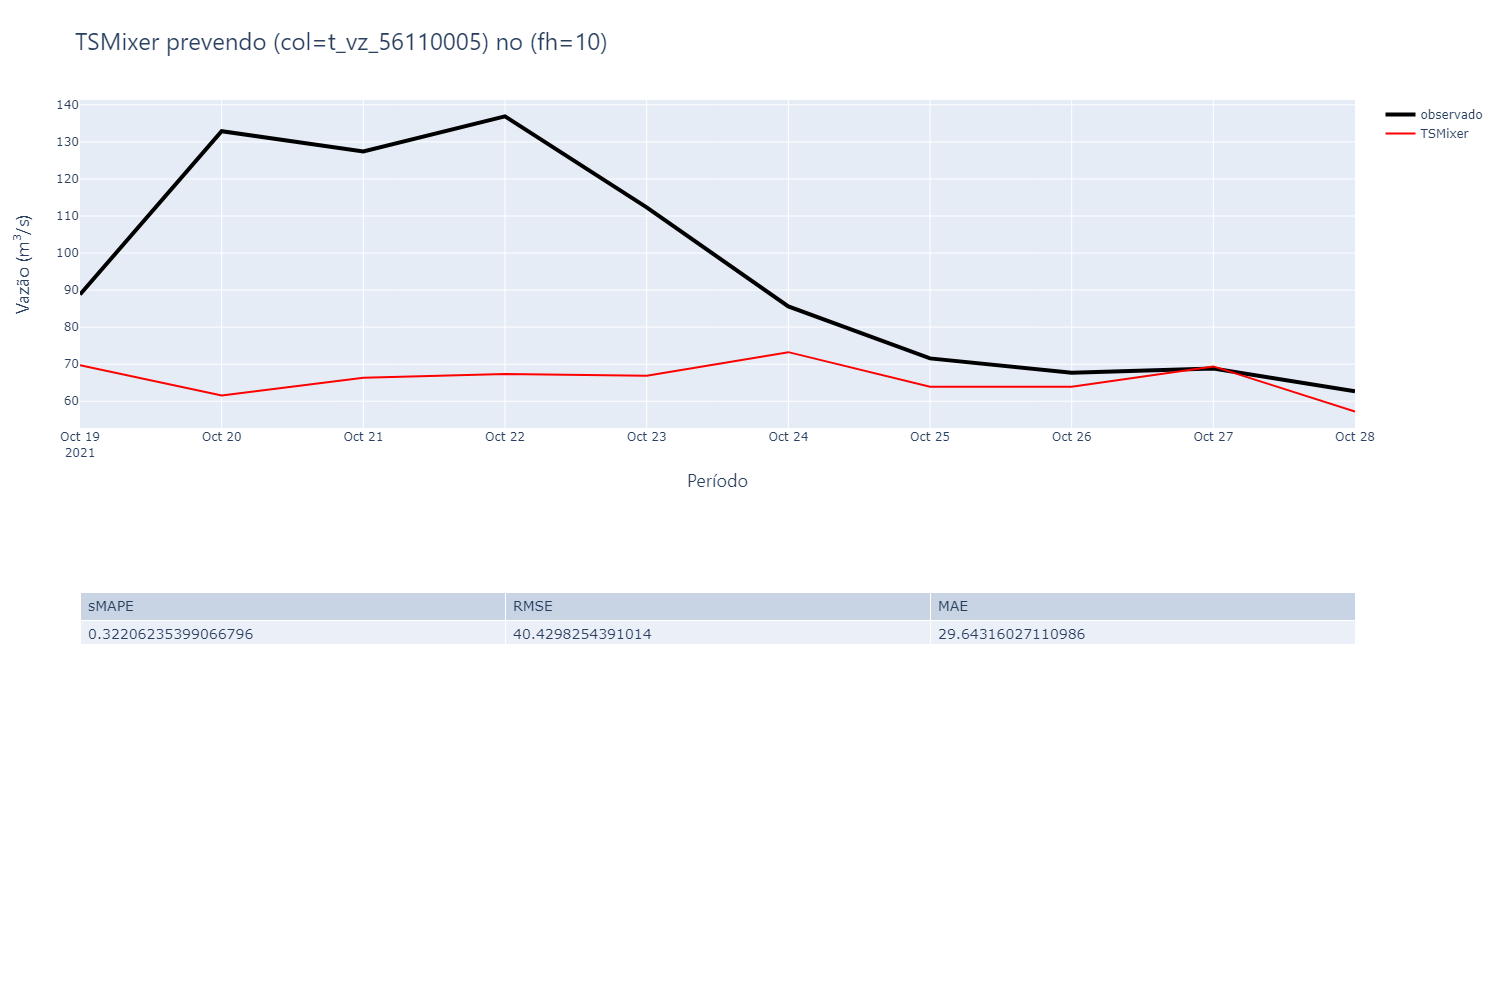 TSMixer prevendo (col=t_vz_56110005) no (fh=10)
140
130
120
110
100
90
80
70
60
Vazão (m³/s)
observado
TSMixer
Oct 19 Oct 20 Oct 21 Oct 22 Oct 23 Oct 24 Oct 25 Oct 26 Oct 27 Oct 28
2021
Período
sMAPE RMSE MAE
0.32206235399066796 40.4298254391014 29.64316027110986